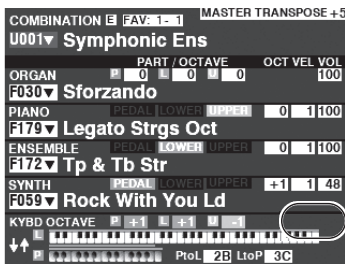 MASTER TRANSPOSE +5
COMBINATION E FAV: 1- 1
U001▼ Symphonic Ens
PART / OCTAVE OCT VEL VOL
ORGAN P 0 L 0 U 0 100
F030▼ Sforzando
PIANO PEDAL LOWER UPPER 0 1 100
F179▼ Legato Strgs Oct
ENSEMBLE PEDAL LOWER UPPER 0 1 100
F172▼ Tp & Tb Str
SYNTH PEDAL LOWER UPPER +1 1 48
F059▼ Rock With You Ld
KYBD OCTAVE P +1 L +1 U -1
L
P PtoL 2B LtoP 3C